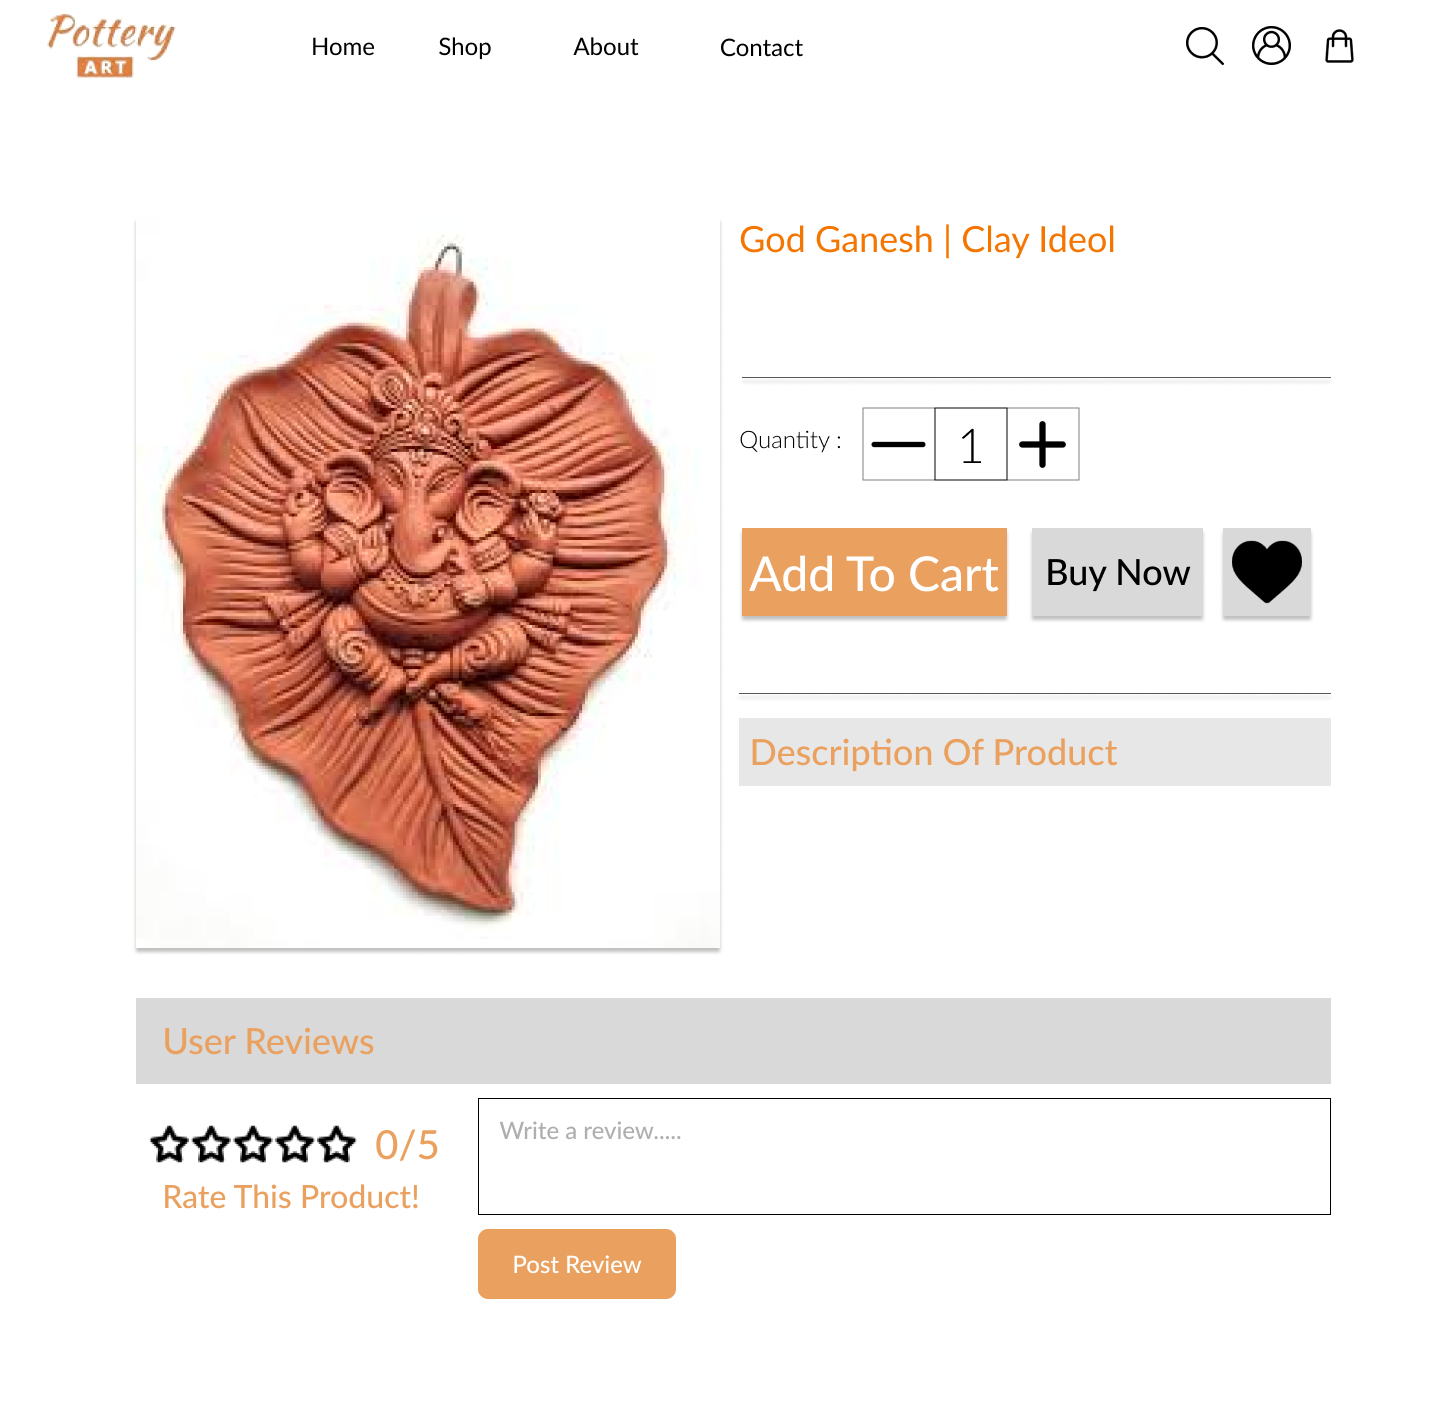 Pottery
ART
Home Shop About Contact
God Ganesh | Clay Ideol
Quantity : 1
Add To Cart Buy Now
Description Of Product
User Reviews
0/5
Write a review.....
Rate This Product!
Post Review